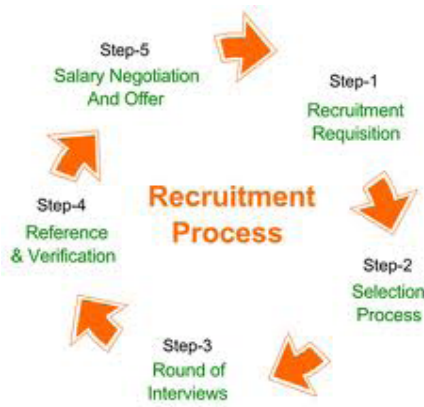 Step-5
Salary Negotiation
And Offer
Step-1
Recruitment
Requisition
Recruitment
Process
Step-4
Reference
& Verification
Step-2
Selection
Process
Step-3
Round of
Interviews